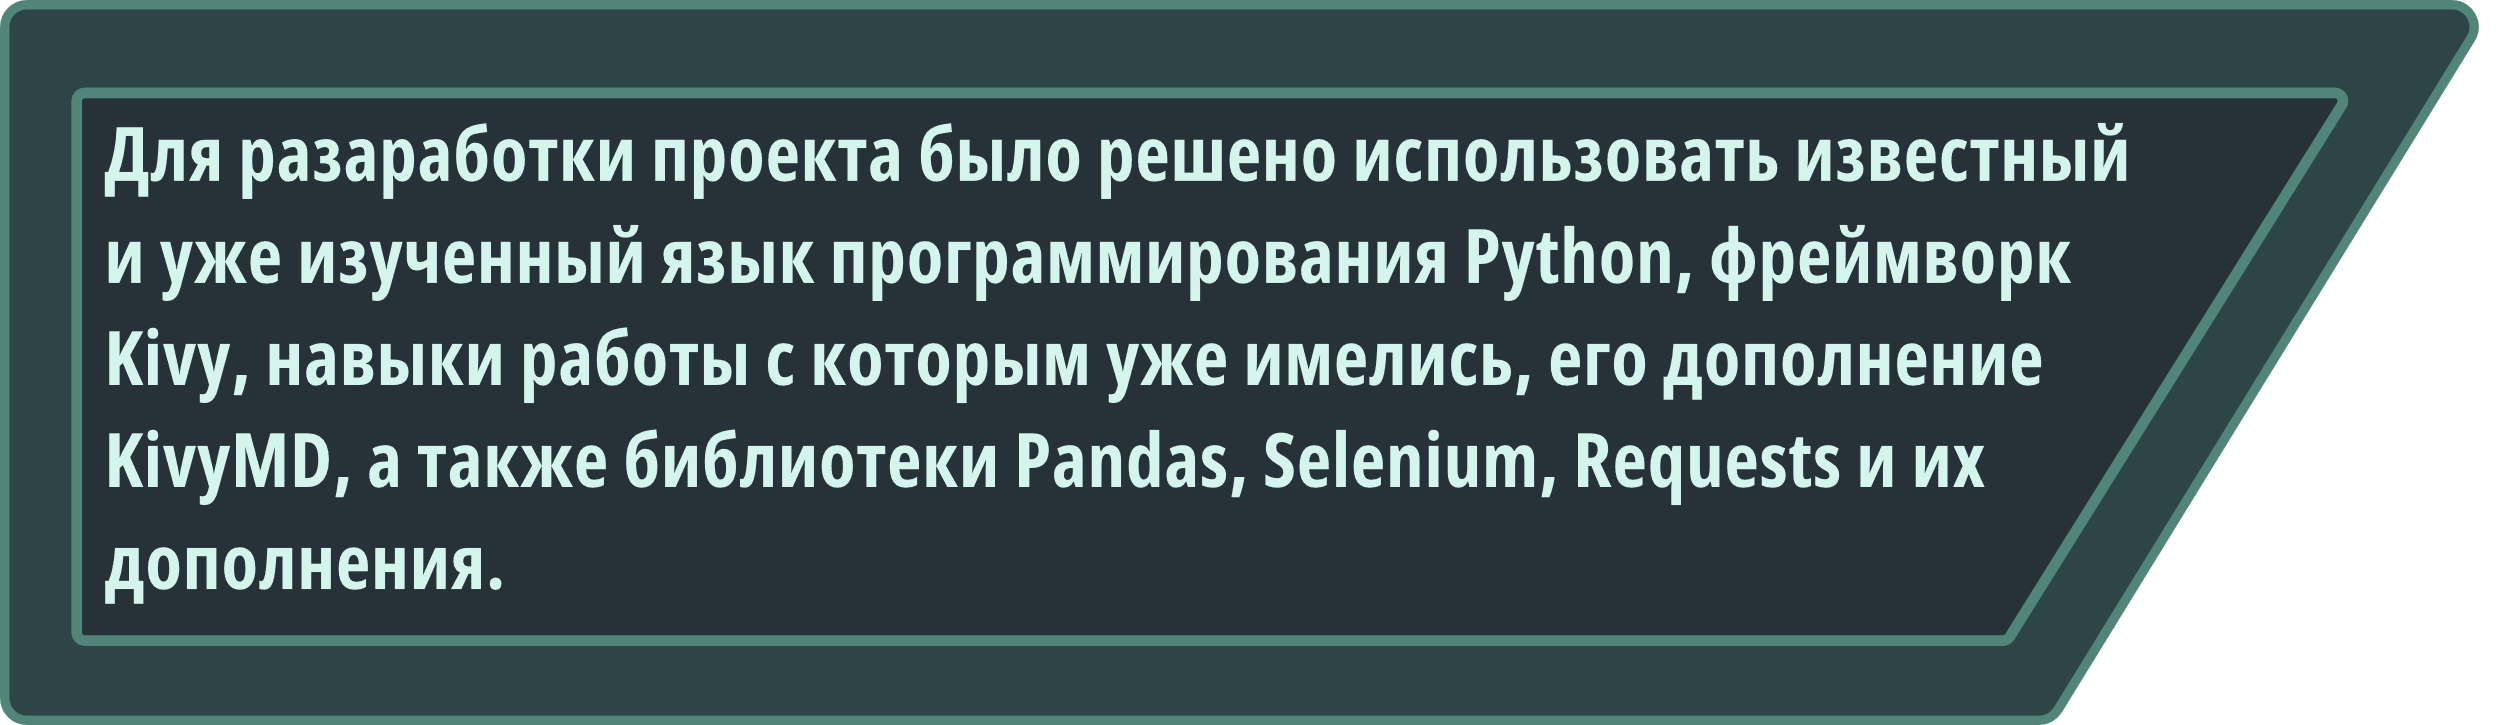 Для разаработки проекта было решено использовать известный
и уже изученный язык программирования Python, фреймворк
Kivy, навыки работы с которым уже имелись, его дополнение
KivyMD, а также библиотеки Pandas, Selenium, Requests и их
дополнения.